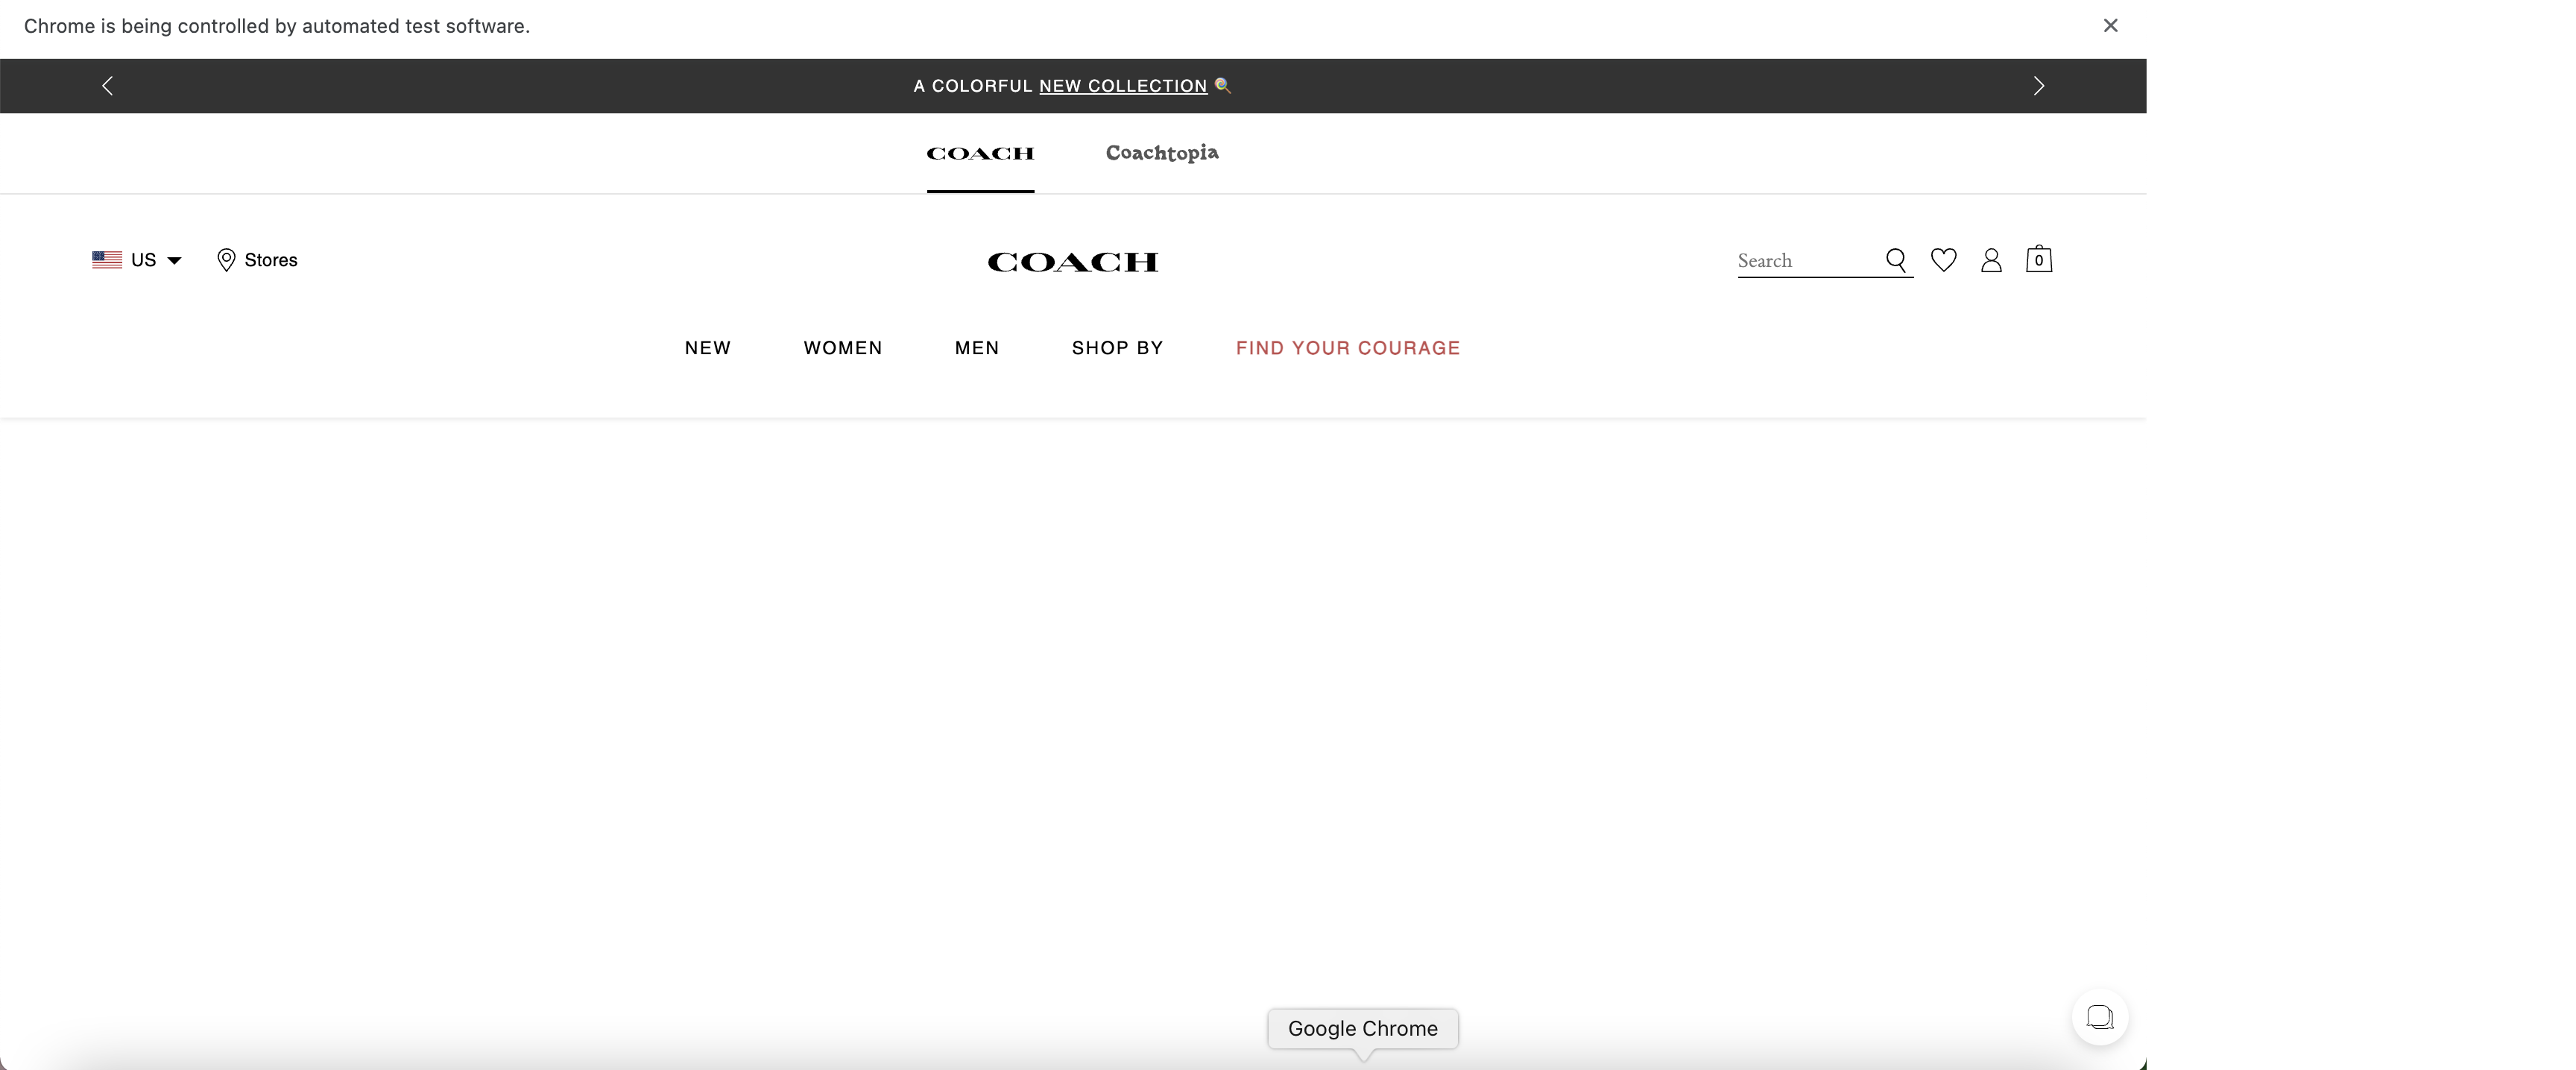 Chrome is being controlled by automated test software.
A COLORFUL NEW COLLECTION
COACH
Coachtopia
US
Stores
COACH
Search
0
NEW
WOMEN
MEN
SHOP BY
FIND YOUR COURAGE
Google Chrome